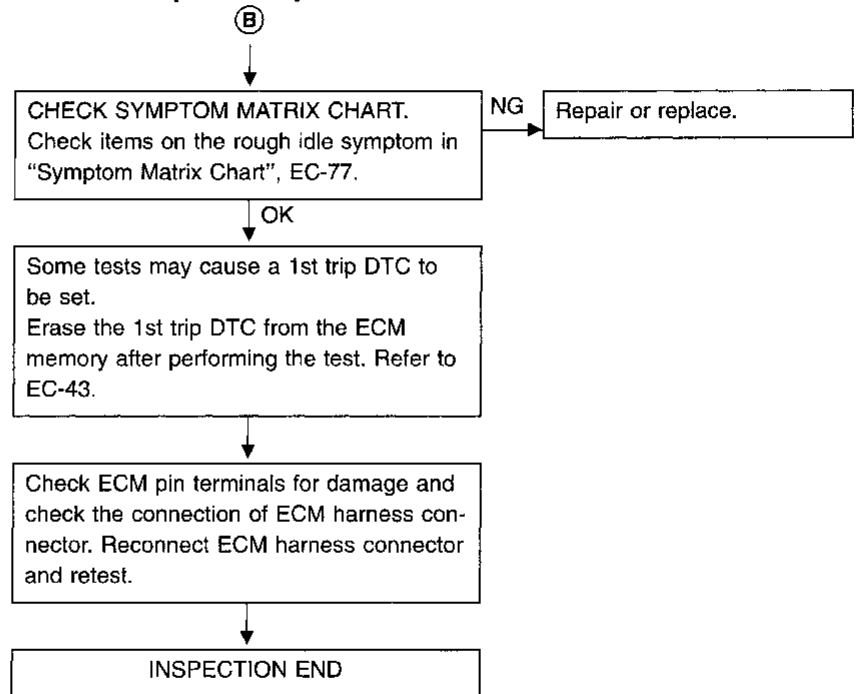 B
CHECK SYMPTOM MATRIX CHART.
Check items on the rough idle symptom in
"Symptom Matrix Chart", EC-77.
NG
Repair or replace.
OK
Some tests may cause a 1st trip DTC to
be set.
Erase the 1st trip DTC from the ECM
memory after performing the test. Refer to
EC-43.
Check ECM pin terminals for damage and
check the connection of ECM harness con-
nector. Reconnect ECM harness connector
and retest.
INSPECTION END